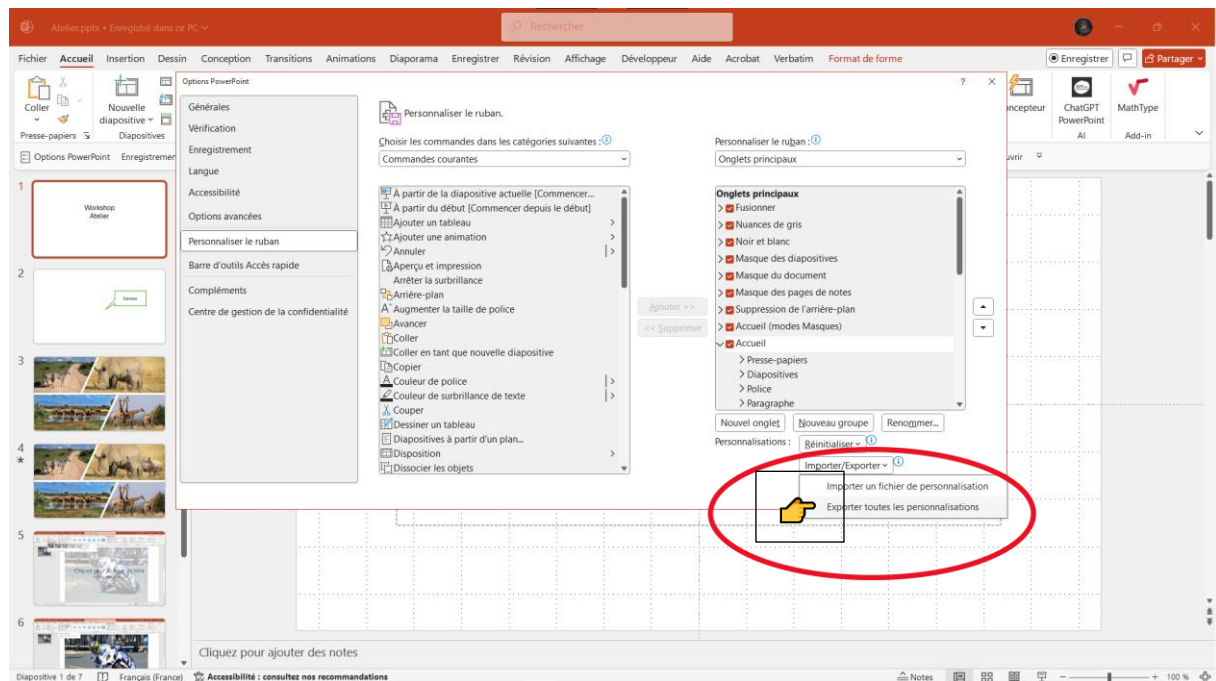 Atelier.pptx • Enregistré dans ce PC
Rechercher
Fichier Accueil Insertion Dessin Conception Transitions Animations Diaporama Enregistrer Révision Affichage Développeur Aide Acrobat Verbatim Format de forme
Enregistrer
Partager
Coller
Nouvelle
diapositive
Presse-papiers
Diapositives
ncepteur
ChatGPT
PowerPoint
MathType
AI
Add-in
Options PowerPoint Enregistremer
uvrir
Options PowerPoint
?
Générales
Vérification
Enregistrement
Langue
Accessibilité
Options avancées
Personnaliser le ruban
Barre d'outils Accès rapide
Compléments
Centre de gestion de la confidentialité
Personnaliser le ruban.
Choisir les commandes dans les catégories suivantes :
Commandes courantes
À partir de la diapositive actuelle [Commencer...
À partir du début [Commencer depuis le début]
Ajouter un tableau
Ajouter une animation
Annuler
Aperçu et impression
Arrêter la surbrillance
Arrière-plan
Augmenter la taille de police
Avancer
Coller
Coller en tant que nouvelle diapositive
Copier
Couleur de police
Couleur de surbrillance de texte
Couper
Dessiner un tableau
Diapositives à partir d'un plan...
Disposition
Dissocier les objets
Ajouter >>
<< Supprimer
Personnaliser le ruban :
Onglets principaux
Onglets principaux
Fusionner
Nuances de gris
Noir et blanc
Masque des diapositives
Masque du document
Masque des pages de notes
Suppression de l'arrière-plan
Accueil (modes Masques)
Accueil
Presse-papiers
Diapositives
Police
Paragraphe
Nouvel onglet
Nouveau groupe
Renommer...
Personnalisations :
Réinitialiser
Importer/Exporter
Importer un fichier de personnalisation
Exporter toutes les personnalisations
1
Workshop
Atelier
2
3
4
5
6
Cliquez pour ajouter des notes
Diapositive 1 de 7
Français (France)
Accessibilité : consultez nos recommandations
Notes
100 %